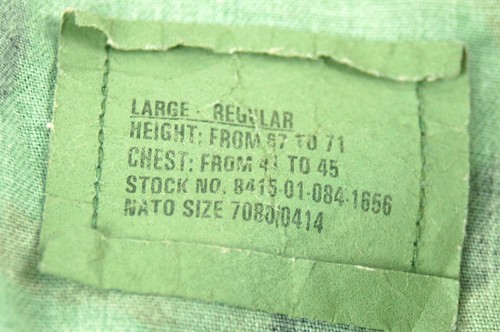 LARGE - REGULAR
HEIGHT: FROM 67 TO 71
CHEST: FROM 41 TO 45
STOCK NO. 8415-01-084-1656
NATO SIZE 7080/0414